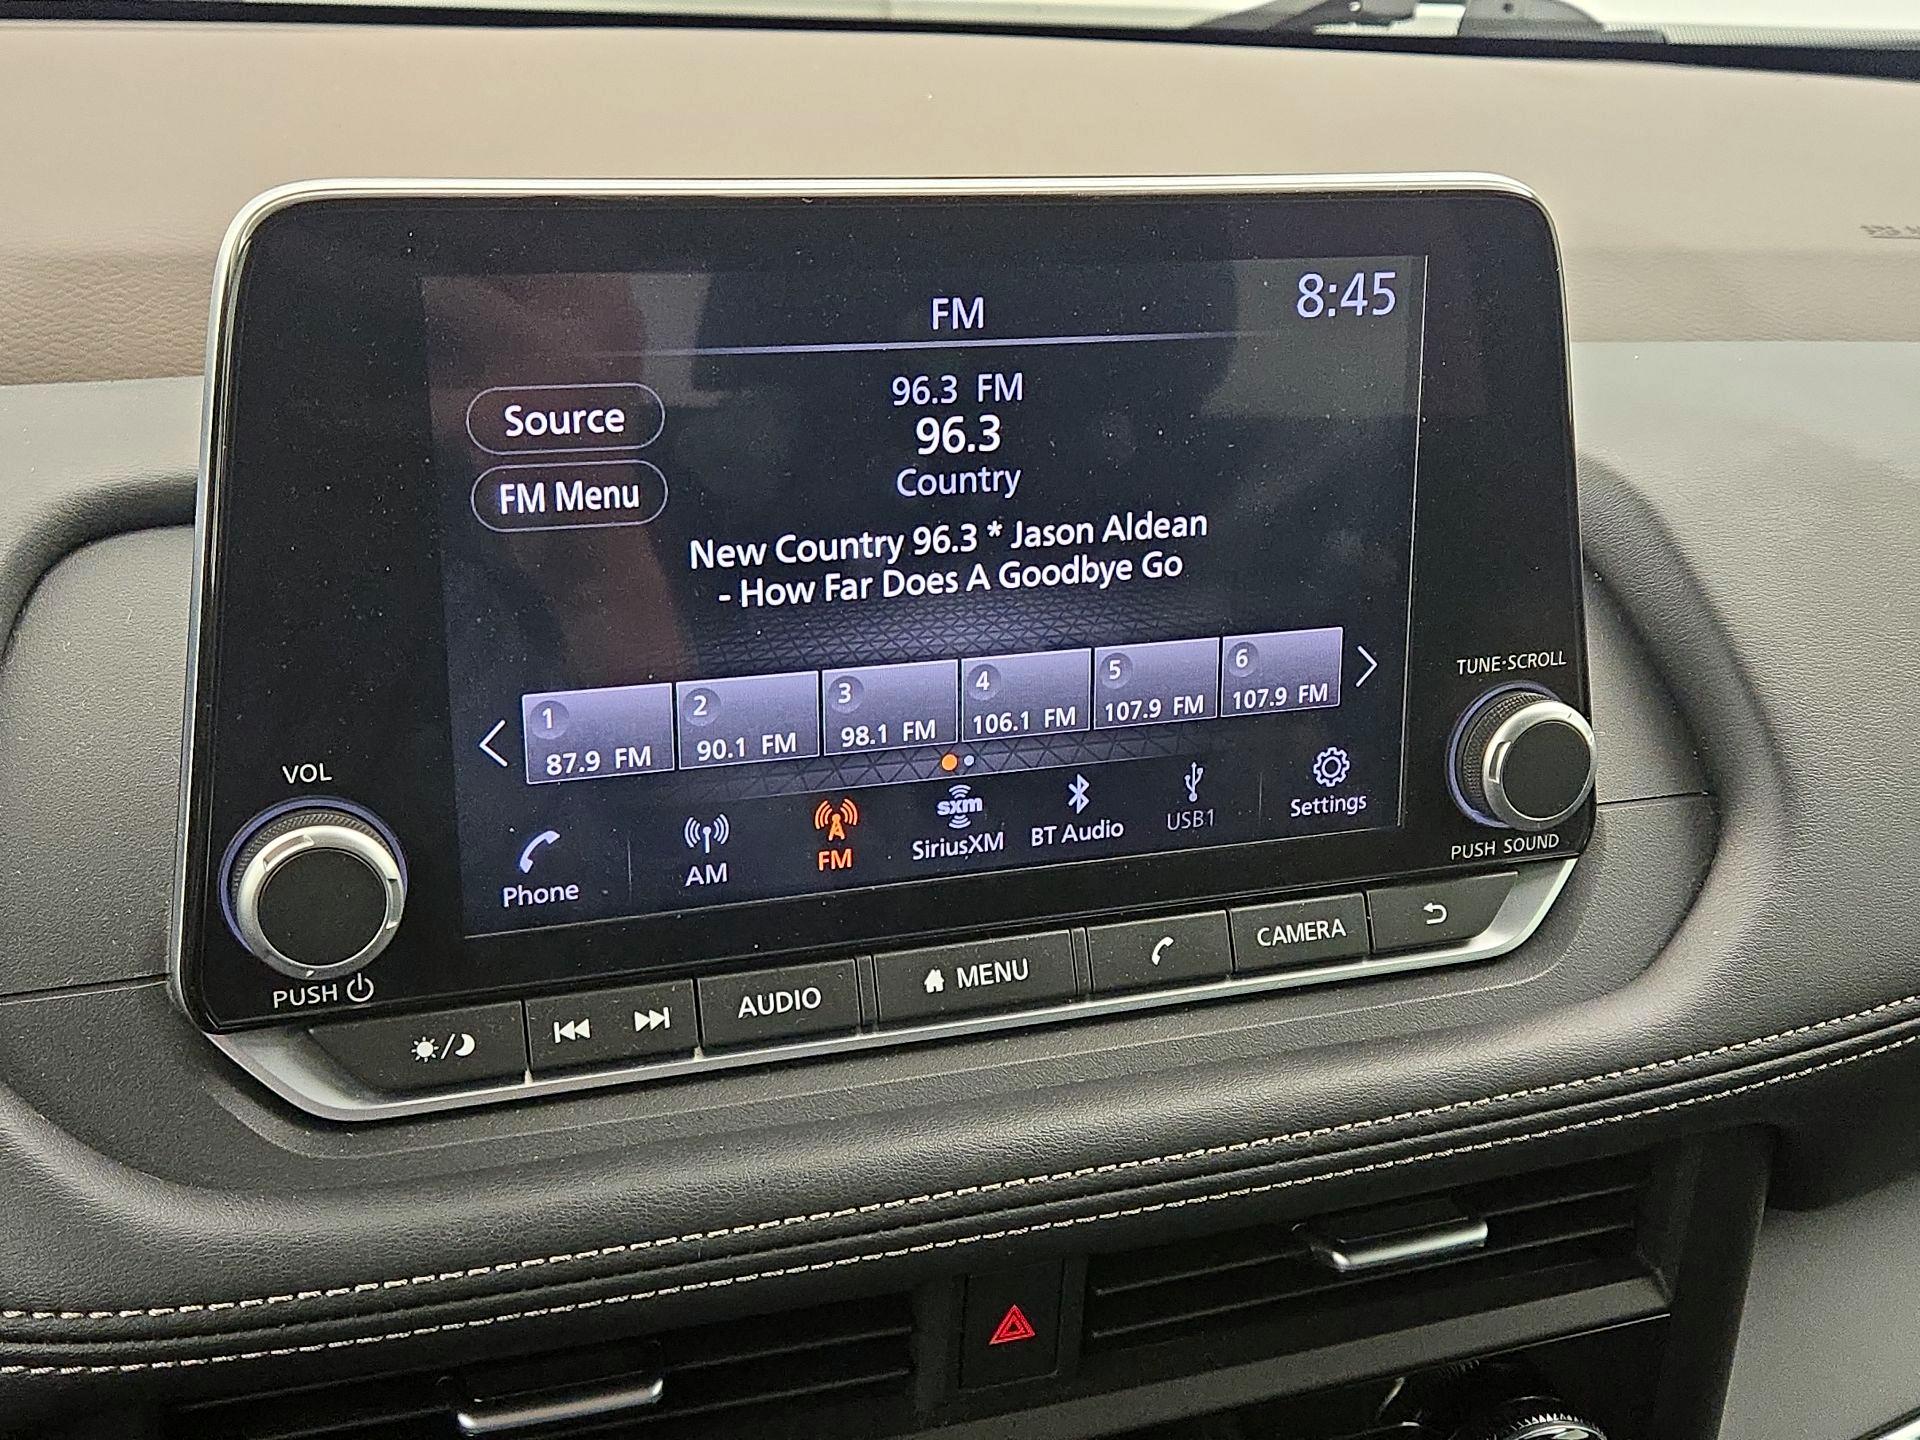 FM
8:45
96.3 FM
96.3
Country
Source
FM Menu
New Country 96.3 * Jason Aldean
- How Far Does A Goodbye Go
1
87.9 FM
2
90.1 FM
3
98.1 FM
4
106.1 FM
5
107.9 FM
6
107.9 FM
Phone
AM
FM
sxm
SiriusXM
BT Audio
USB1
Settings
VOL
PUSH
TUNE·SCROLL
PUSH SOUND
AUDIO
MENU
CAMERA